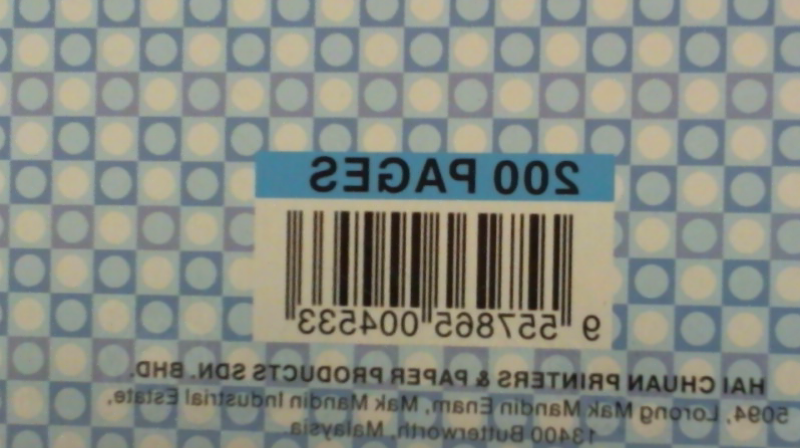 200 PAGES
9 557865 004533
HAI CHUAN PRINTERS & PAPER PRODUCTS SDN. BHD.
5094, Lorong Mak Mandin Enam, Mak Mandin Industrial Estate,
13400 Butterworth, Malaysia